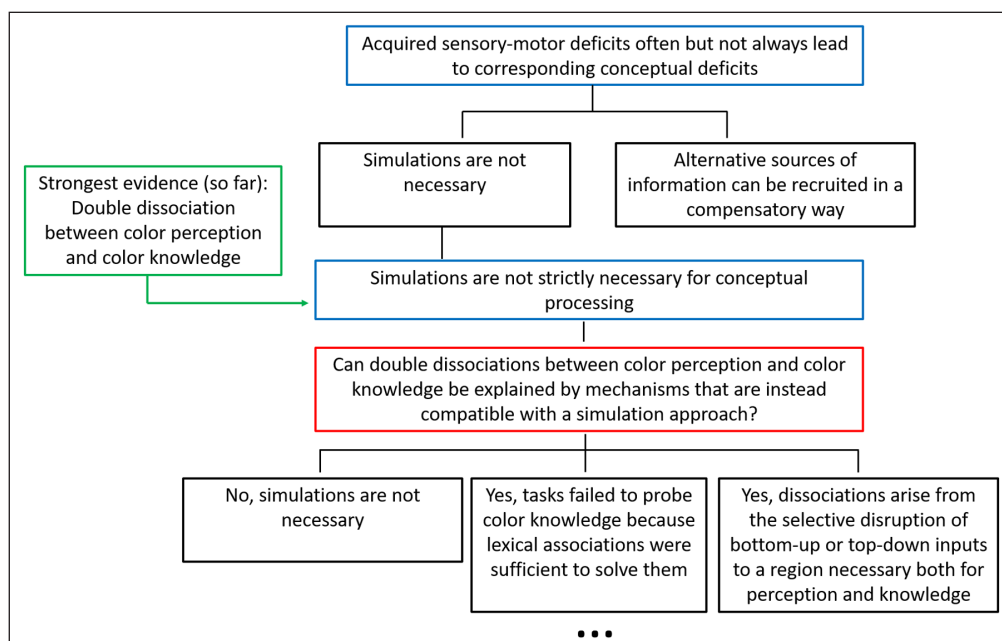 Acquired sensory-motor deficits often but not always lead
to corresponding conceptual deficits
Simulations are not
necessary
Alternative sources of
information can be recruited in a
compensatory way
Strongest evidence (so far):
Double dissociation
between color perception
and color knowledge
Simulations are not strictly necessary for conceptual
processing
Can double dissociations between color perception and color
knowledge be explained by mechanisms that are instead
compatible with a simulation approach?
No, simulations are not
necessary
Yes, tasks failed to probe
color knowledge because
lexical associations were
sufficient to solve them
Yes, dissociations arise from
the selective disruption of
bottom-up or top-down inputs
to a region necessary both for
perception and knowledge
...